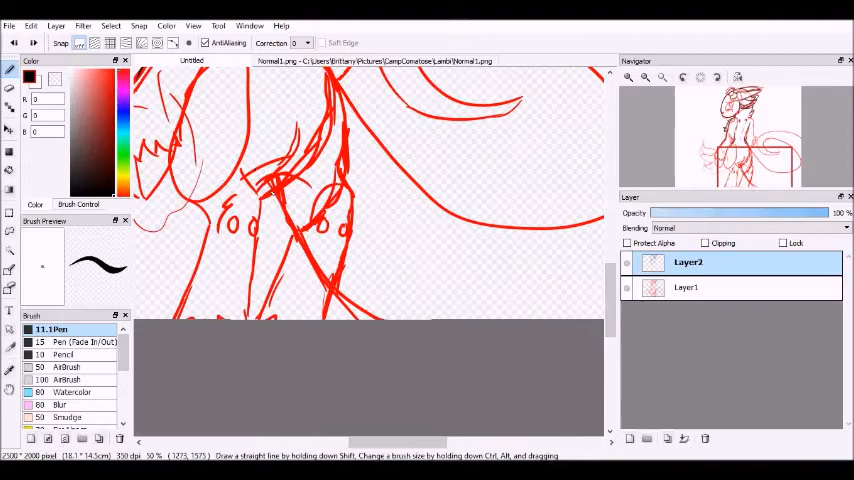 File Edit Layer Filter Select Snap Color View Tool Window Help
Snap off AntiAliasing Correction 0 Soft Edge
Color
Untitled
Normal1.png - C:\Users\Brittany\Pictures\CampComatose\Lambi\Normal1.png
Navigator
R 0
G 0
B 0
Color Brush Control
Layer
Opacity 100 %
Blending Normal
Protect Alpha Clipping Lock
Brush Preview
Layer2
Layer1
Brush
11.1 Pen
15 Pen (Fade In/Out)
10 Pencil
50 AirBrush
100 AirBrush
80 Watercolor
80 Blur
50 Smudge
2500 * 2000 pixel (18.1 * 14.5cm) 350 dpi 50 % ( 1273, 1575 ) Draw a straight line by holding down Shift, Change a brush size by holding down Ctrl, Alt, and dragging